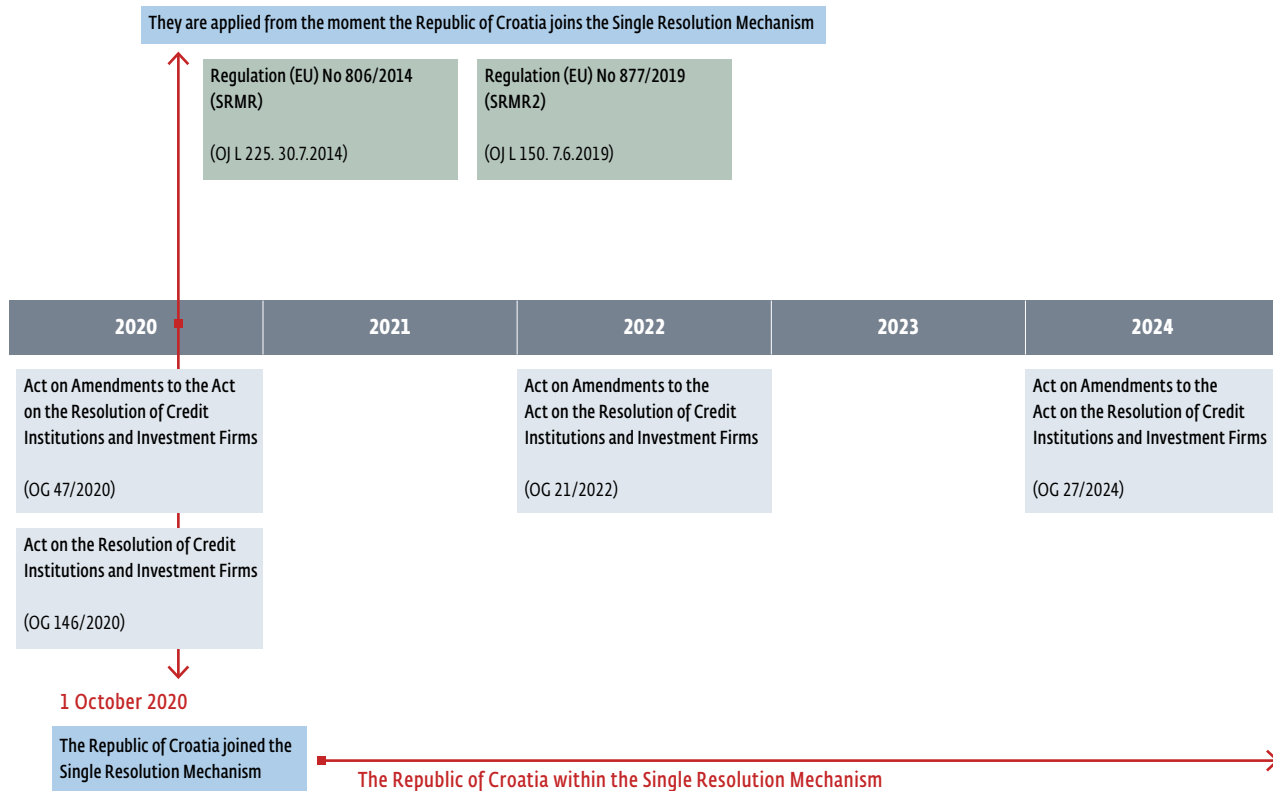 They are applied from the moment the Republic of Croatia joins the Single Resolution Mechanism
Regulation (EU) No 806/2014
(SRMR)
(OJ L 225. 30.7.2014)
Regulation (EU) No 877/2019
(SRMR2)
(OJ L 150. 7.6.2019)
2020
2021
2022
2023
2024
Act on Amendments to the Act
on the Resolution of Credit
Institutions and Investment Firms
(OG 47/2020)
Act on the Resolution of Credit
Institutions and Investment Firms
(OG 146/2020)
Act on Amendments to the
Act on the Resolution of Credit
Institutions and Investment Firms
(OG 21/2022)
Act on Amendments to the
Act on the Resolution of Credit
Institutions and Investment Firms
(OG 27/2024)
1 October 2020
The Republic of Croatia joined the
Single Resolution Mechanism
The Republic of Croatia within the Single Resolution Mechanism